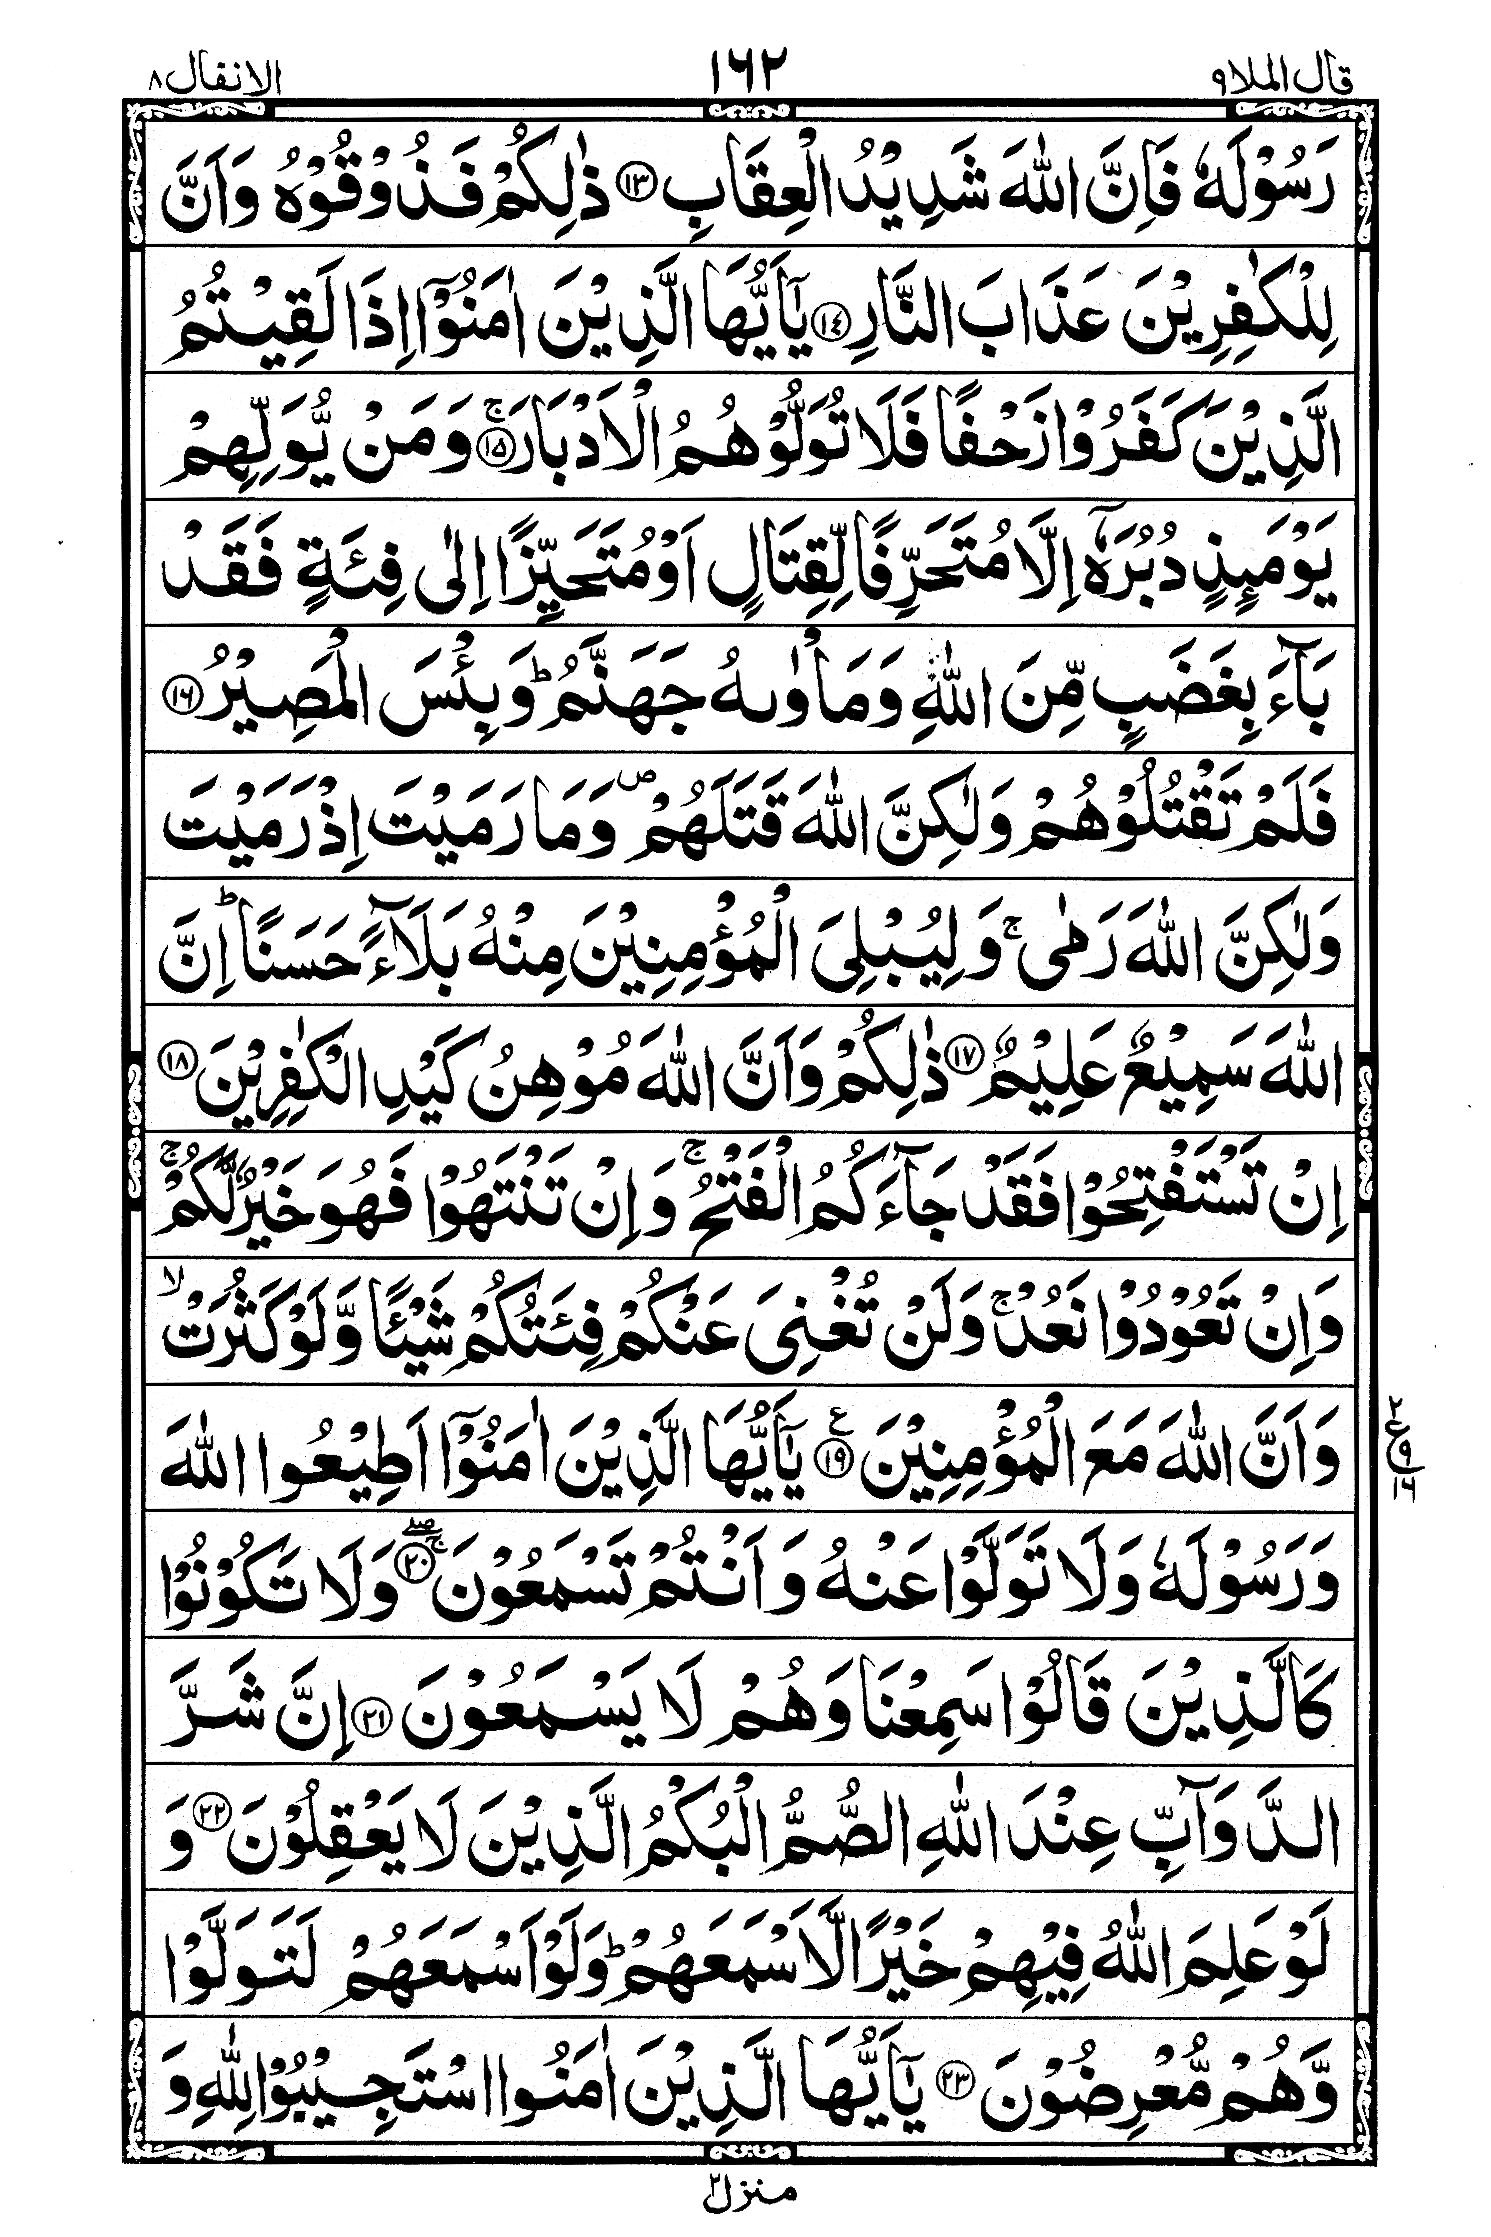 قال الملا ٩ ١٦٢ الانفال ٨
رَسُوْلَهٗ فَاِنَّ اللّٰهَ شَدِيْدُ الْعِقَابِ ١٣ ذٰلِكُمْ فَذُوْقُوْهُ وَاَنَّ
لِلْكٰفِرِيْنَ عَذَابَ النَّارِ ١٤ يٰۤاَيُّهَا الَّذِيْنَ اٰمَنُوْۤا اِذَا لَقِيْتُمُ
الَّذِيْنَ كَفَرُوْا زَحْفًا فَلَا تُوَلُّوْهُمُ الْاَدْبَارَ ۚ ١٥ وَمَنْ يُّوَلِّهِمْ
يَوْمَىِٕذٍ دُبُرَهٗۤ اِلَّا مُتَحَرِّفًا لِّقِتَالٍ اَوْ مُتَحَيِّزًا اِلٰى فِئَةٍ فَقَدْ
بَآءَ بِغَضَبٍ مِّنَ اللّٰهِ وَمَاْوٰىهُ جَهَنَّمُ ؕ وَبِئْسَ الْمَصِيْرُ ١٦
فَلَمْ تَقْتُلُوْهُمْ وَلٰكِنَّ اللّٰهَ قَتَلَهُمْ ۪ وَمَا رَمَيْتَ اِذْ رَمَيْتَ
وَلٰكِنَّ اللّٰهَ رَمٰى ۚ وَلِيُبْلِىَ الْمُؤْمِنِيْنَ مِنْهُ بَلَآءً حَسَنًا ؕ اِنَّ
اللّٰهَ سَمِيْعٌ عَلِيْمٌ ١٧ ذٰلِكُمْ وَاَنَّ اللّٰهَ مُوْهِنُ كَيْدِ الْكٰفِرِيْنَ ١٨
اِنْ تَسْتَفْتِحُوْا فَقَدْ جَآءَكُمُ الْفَتْحُ ۚ وَاِنْ تَنْتَهُوْا فَهُوَ خَيْرٌ لَّكُمْ ۚ
وَاِنْ تَعُوْدُوْا نَعُدْ ۚ وَلَنْ تُغْنِىَ عَنْكُمْ فِئَتُكُمْ شَيْئًا وَّلَوْ كَثُرَتْ ۙ
وَاَنَّ اللّٰهَ مَعَ الْمُؤْمِنِيْنَ ١٩ ع يٰۤاَيُّهَا الَّذِيْنَ اٰمَنُوْۤا اَطِيْعُوا اللّٰهَ
٢ ع ٩ ١٦
وَرَسُوْلَهٗ وَلَا تَوَلَّوْا عَنْهُ وَاَنْتُمْ تَسْمَعُوْنَ ۚ ۖ ٢٠ وَلَا تَكُوْنُوْا
كَالَّذِيْنَ قَالُوْا سَمِعْنَا وَهُمْ لَا يَسْمَعُوْنَ ٢١ اِنَّ شَرَّ
الدَّوَآبِّ عِنْدَ اللّٰهِ الصُّمُّ الْبُكْمُ الَّذِيْنَ لَا يَعْقِلُوْنَ ٢٢ وَ
لَوْ عَلِمَ اللّٰهُ فِيْهِمْ خَيْرًا لَّاَسْمَعَهُمْ ؕ وَلَوْ اَسْمَعَهُمْ لَتَوَلَّوْا
وَّهُمْ مُّعْرِضُوْنَ ٢٣ يٰۤاَيُّهَا الَّذِيْنَ اٰمَنُوا اسْتَجِيْبُوْا لِلّٰهِ وَ
منزل ٢